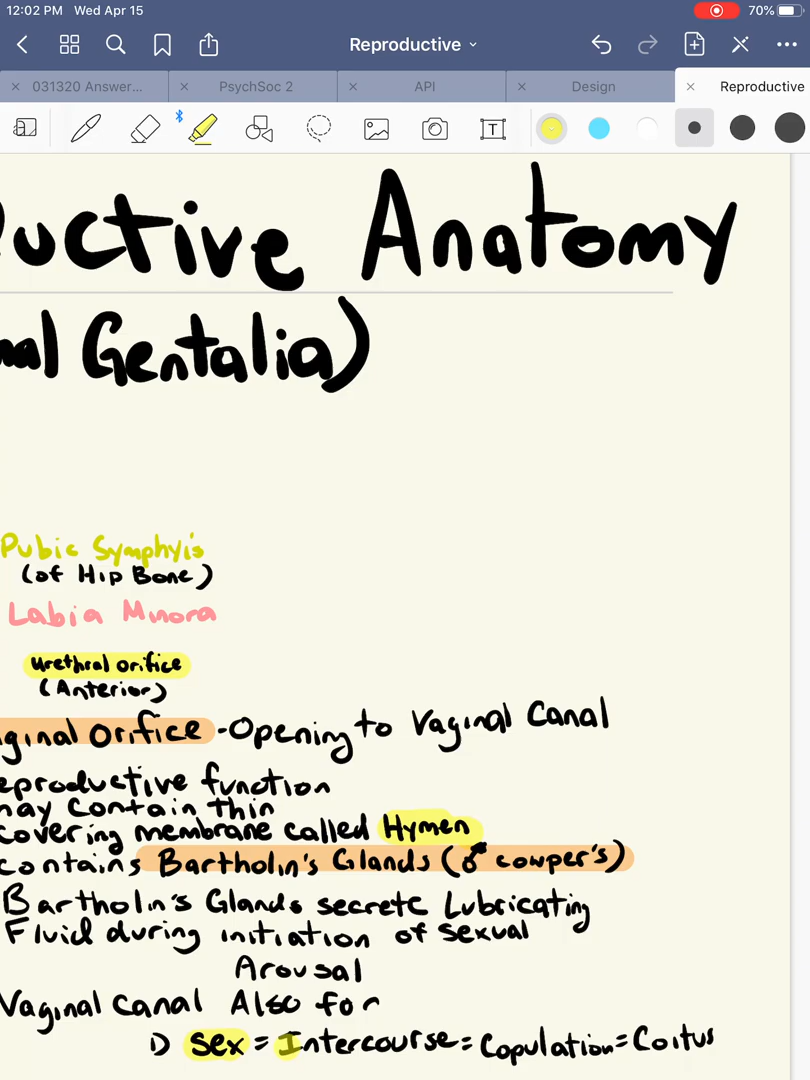 12:02 PM Wed Apr 15
70%
Reproductive
031320 Answer...
PsychSoc 2
API
Design
Reproductive
T
uctive Anatomy
nal Gentalia)
Pubic Symphyis
(of Hip Bone)
Labia Minora
Urethral orifice
(Anterior)
aginal Orifice - Opening to Vaginal Canal
eproductive function
may contain thin
covering membrane called Hymen
contains Bartholin's Glands (♂ cowper's)
Bartholin's Glands secrete Lubricating
Fluid during initiation of sexual
Arousal
Vaginal Canal Also for
1) Sex = Intercourse = Copulation = Coitus